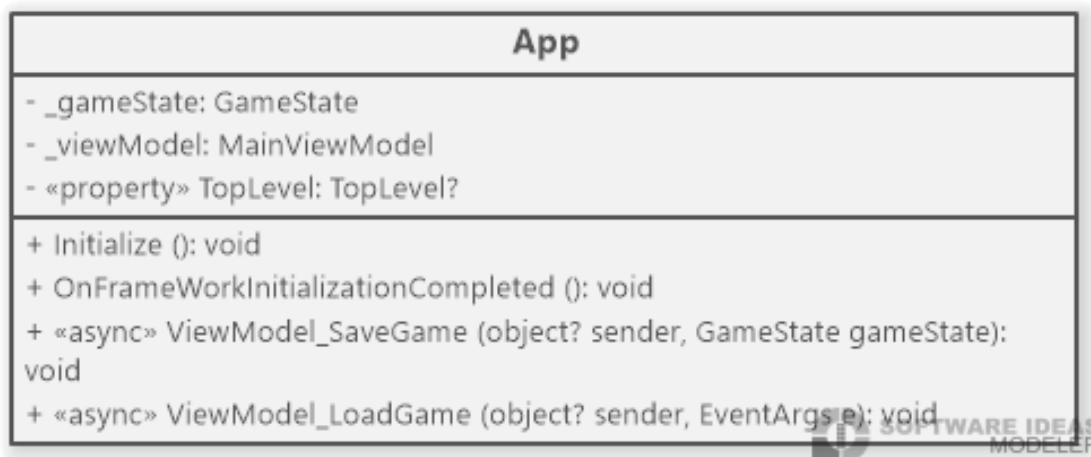 App
- _gameState: GameState
- _viewModel: MainViewModel
- «property» TopLevel: TopLevel?
+ Initialize (): void
+ OnFrameWorkInitializationCompleted (): void
+ «async» ViewModel_SaveGame (object? sender, GameState gameState):
void
+ «async» ViewModel_LoadGame (object? sender, EventArgs e): void
SOFTWARE IDEAS
MODELER